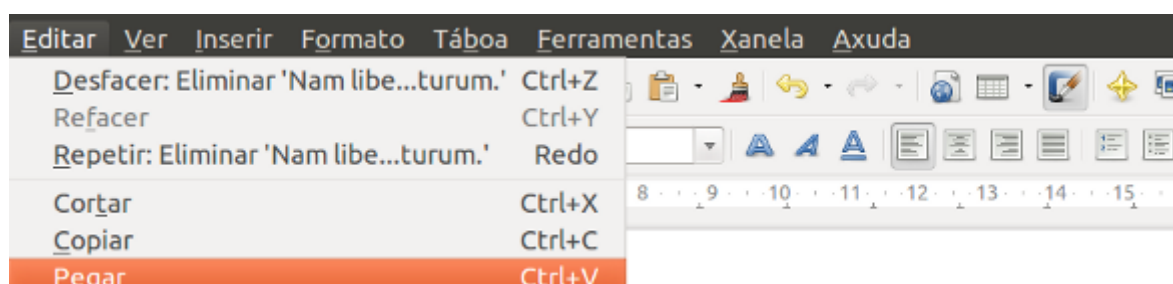 Editar Ver Inserir Formato Táboa Ferramentas Xanela Axuda
Desfacer: Eliminar 'Nam libe...turum.' Ctrl+Z
Refacer Ctrl+Y
Repetir: Eliminar 'Nam libe...turum.' Redo
8 9 10 11 12 13 14 15
Cortar Ctrl+X
Copiar Ctrl+C
Pegar Ctrl+V